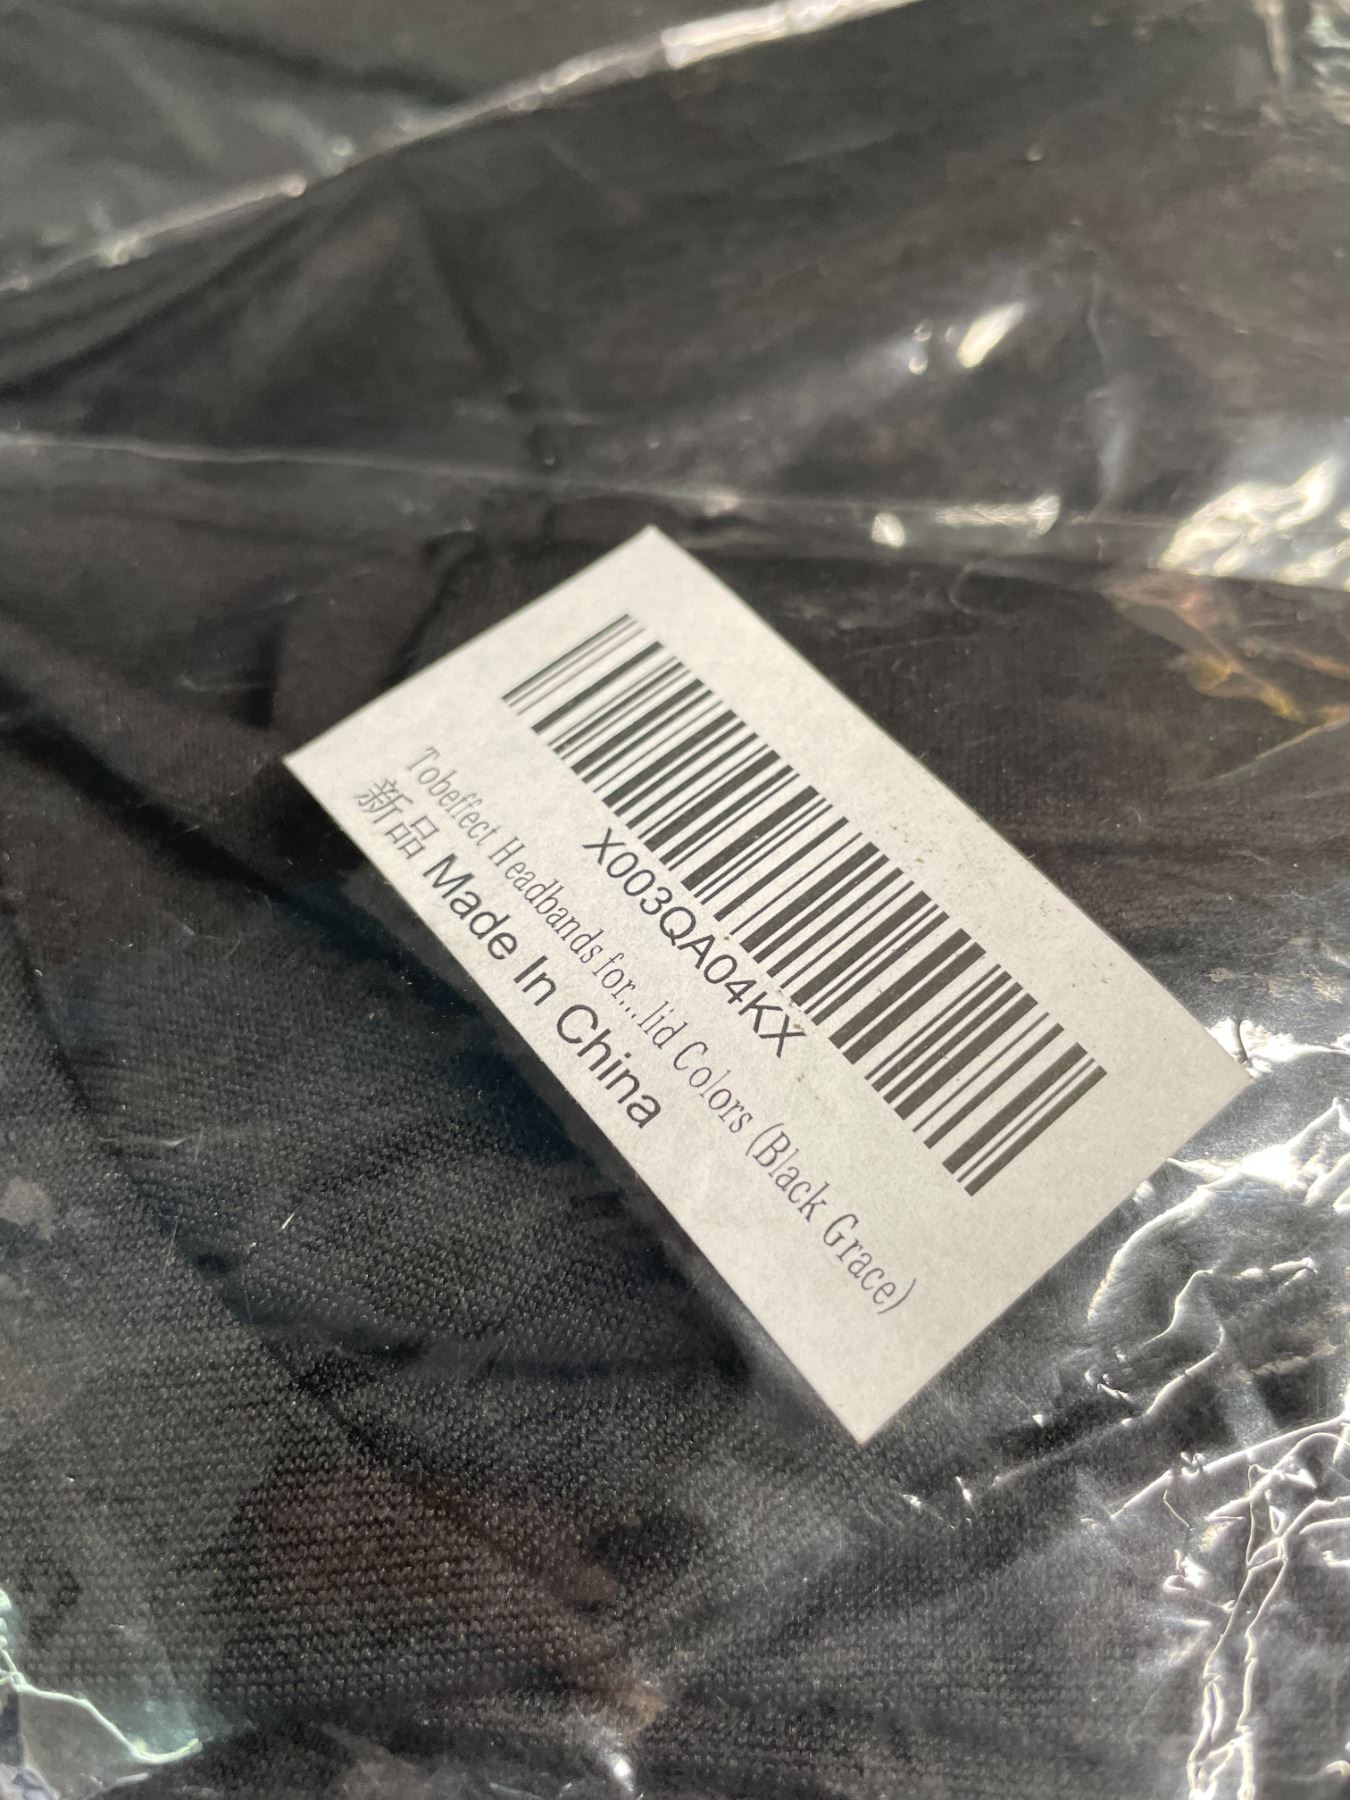 X003QA04KX
Tobeffect Headbands for...lid Colors (Black Grace)
新品 Made In China